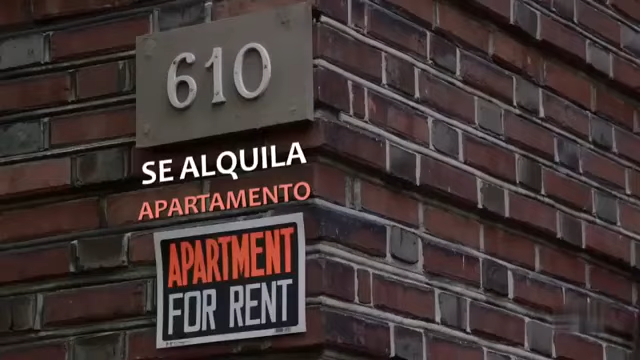 610
SE ALQUILA
APARTAMENTO
APARTMENT
FOR RENT